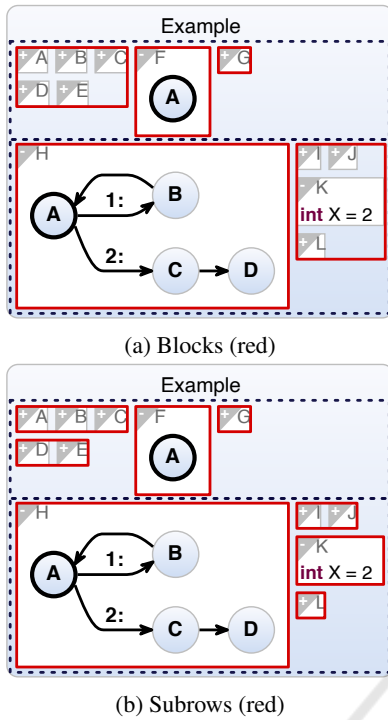 Example
+A +B +C -F +G
+D +E A
-H +I +J
B
-K
A 1:
int X = 2
2:
+L
C D
(a) Blocks (red)
Example
+A +B +C -F +G
+D +E A
-H +I +J
B
-K
A 1:
int X = 2
2:
+L
C D
(b) Subrows (red)